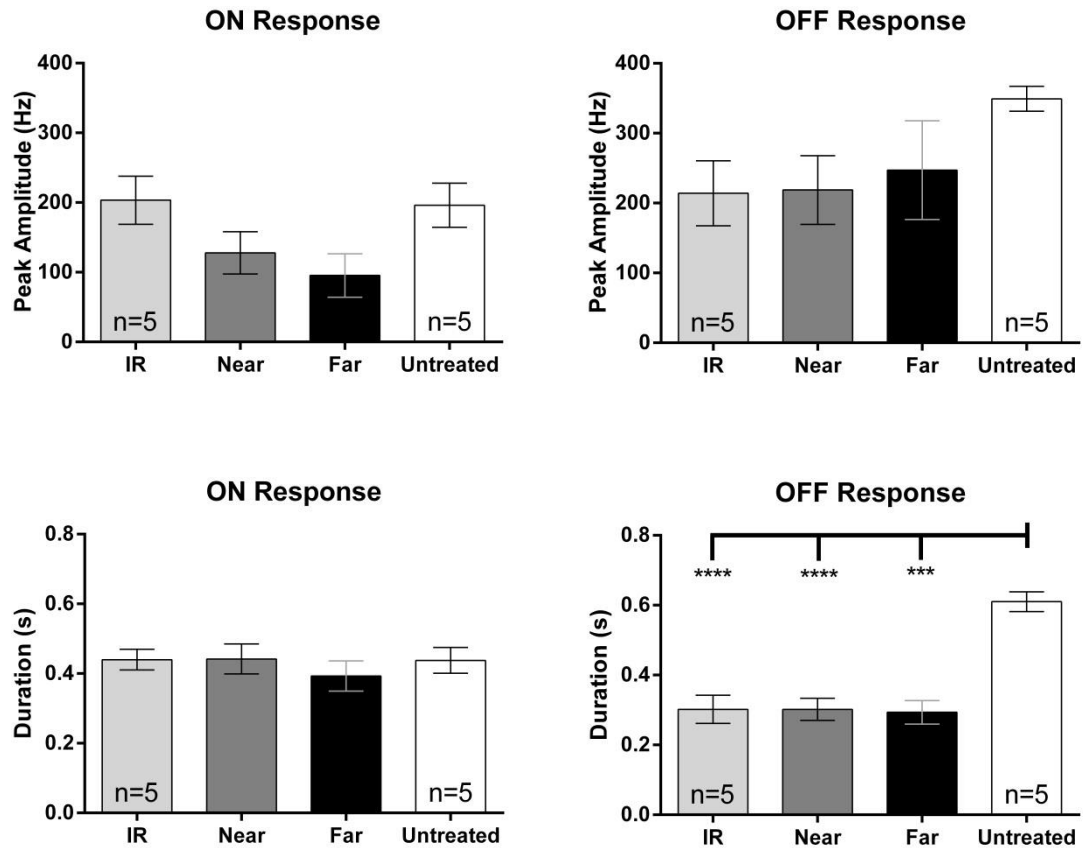 ON Response
Peak Amplitude (Hz)
400
300
200
100
0
n=5
n=5
IR
Near
Far
Untreated
OFF Response
Peak Amplitude (Hz)
400
300
200
100
0
n=5
n=5
IR
Near
Far
Untreated
ON Response
Duration (s)
0.8
0.6
0.4
0.2
0.0
n=5
n=5
IR
Near
Far
Untreated
OFF Response
Duration (s)
0.8
0.6
0.4
0.2
0.0
****
****
***
n=5
n=5
IR
Near
Far
Untreated